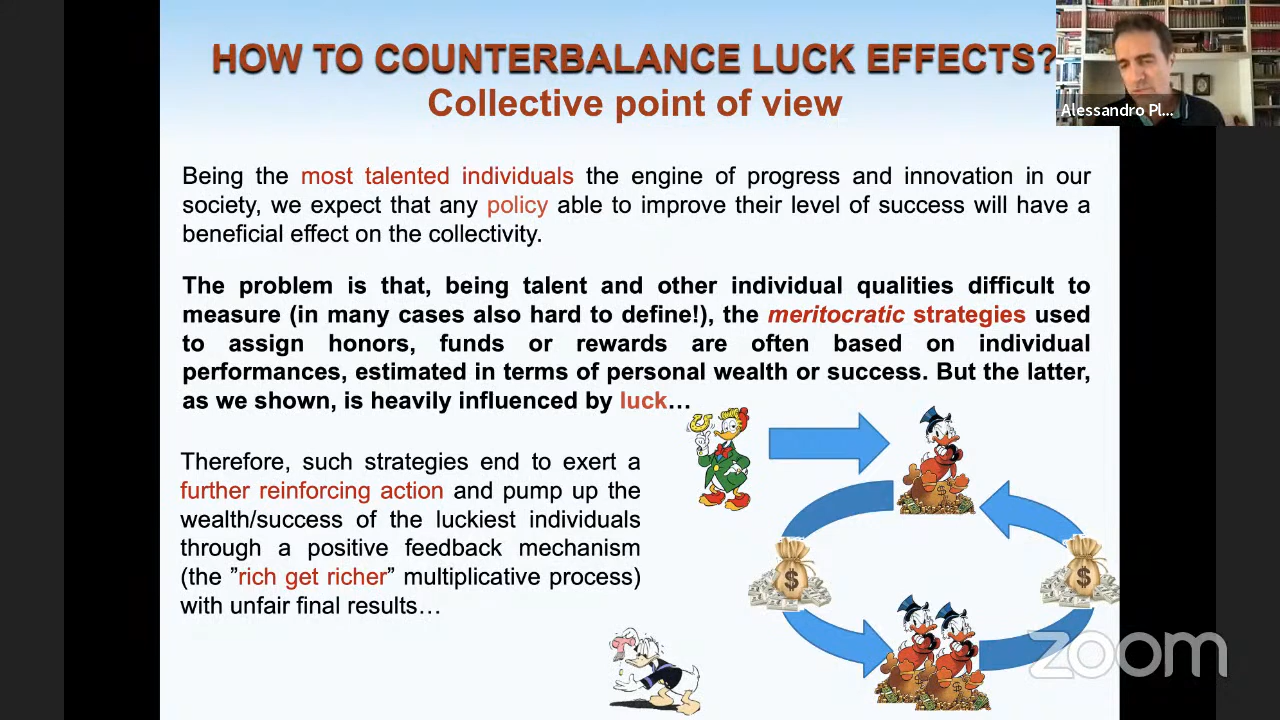 HOW TO COUNTERBALANCE LUCK EFFECTS?
Collective point of view
Alessandro Pl...
Being the most talented individuals the engine of progress and innovation in our
society, we expect that any policy able to improve their level of success will have a
beneficial effect on the collectivity.
The problem is that, being talent and other individual qualities difficult to
measure (in many cases also hard to define!), the meritocratic strategies used
to assign honors, funds or rewards are often based on individual
performances, estimated in terms of personal wealth or success. But the latter,
as we shown, is heavily influenced by luck…
Therefore, such strategies end to exert a
further reinforcing action and pump up the
wealth/success of the luckiest individuals
through a positive feedback mechanism
(the ”rich get richer” multiplicative process)
with unfair final results…
$
$
$
$
$
zoom